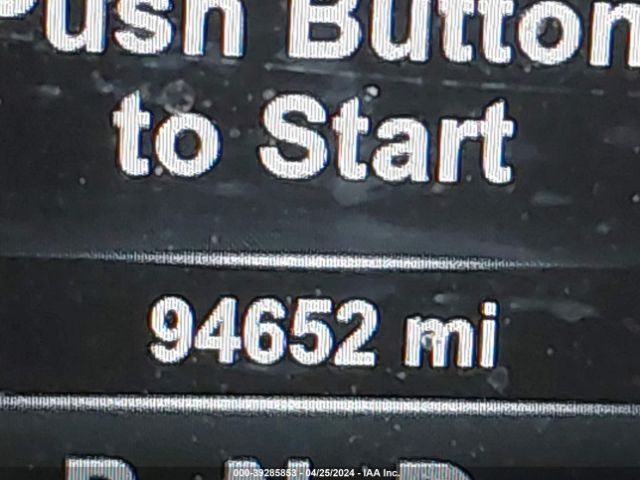 Push Button
to Start
94652 mi
000-39285853 - 04/25/2024 - IAA Inc.